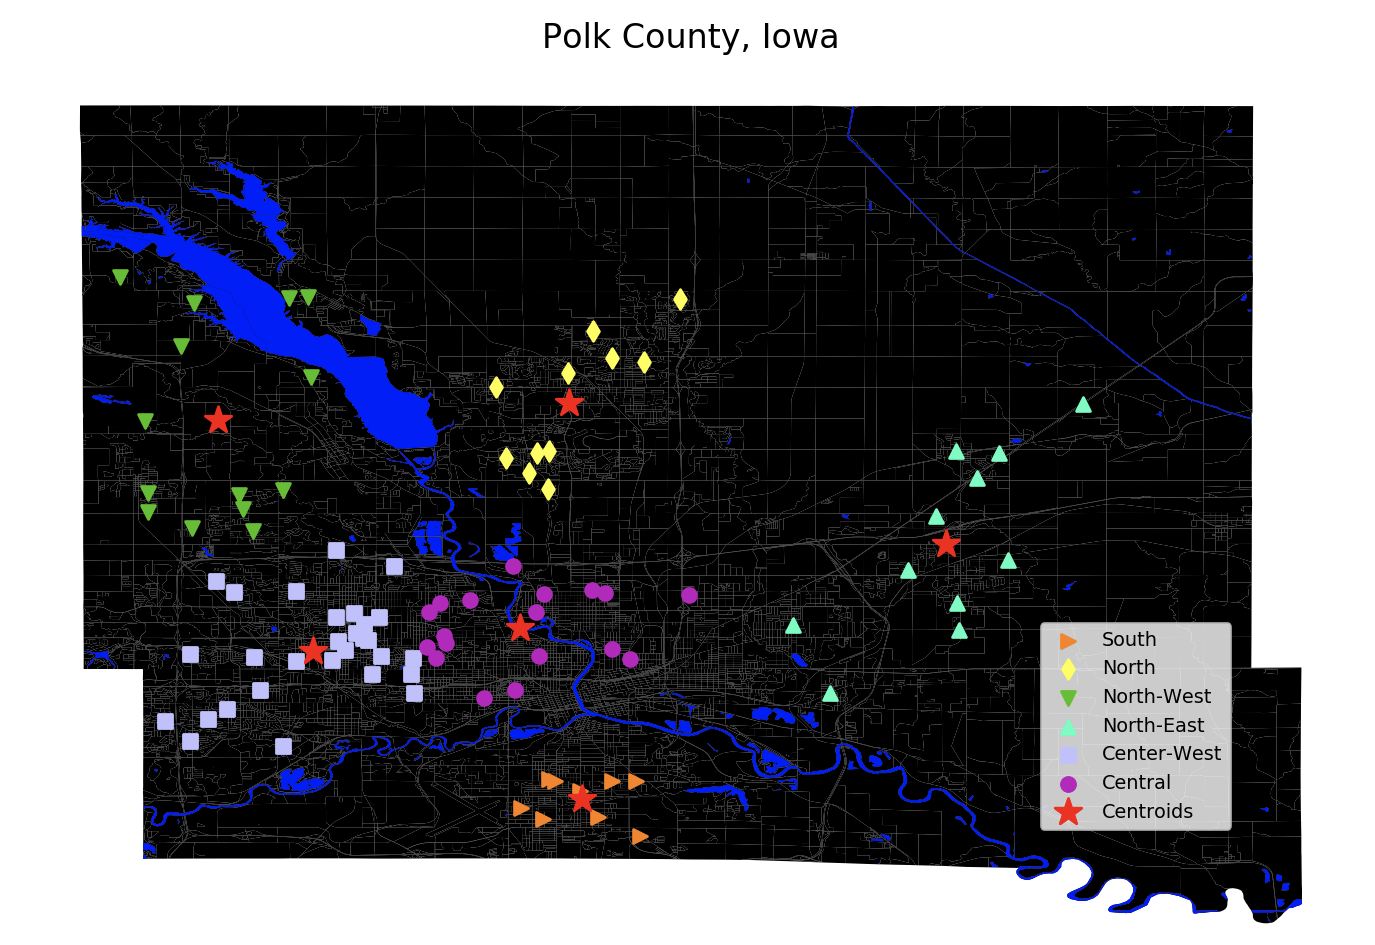 Polk County, Iowa
South
North
North-West
North-East
Center-West
Central
Centroids